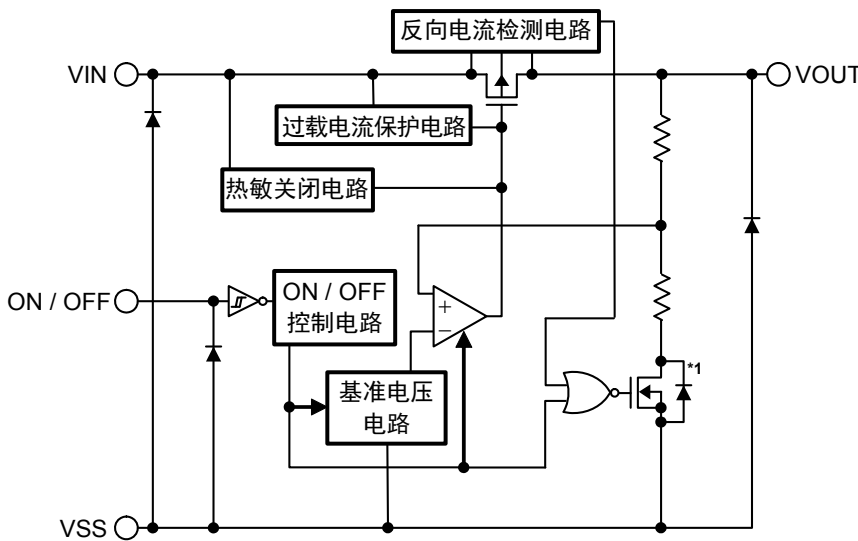 反向电流检测电路
VIN
VOUT
过载电流保护电路
热敏关闭电路
ON / OFF
ON / OFF
控制电路
+
−
*1
基准电压
电路
VSS